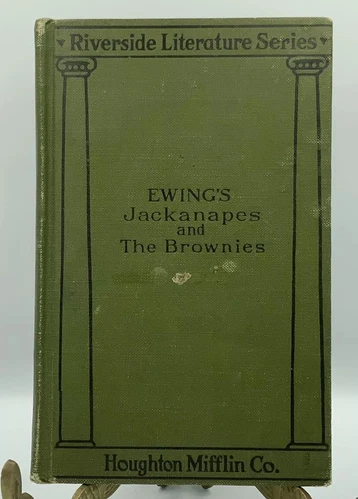 Riverside Literature Series
EWING'S
Jackanapes
and
The Brownies
Houghton Mifflin Co.